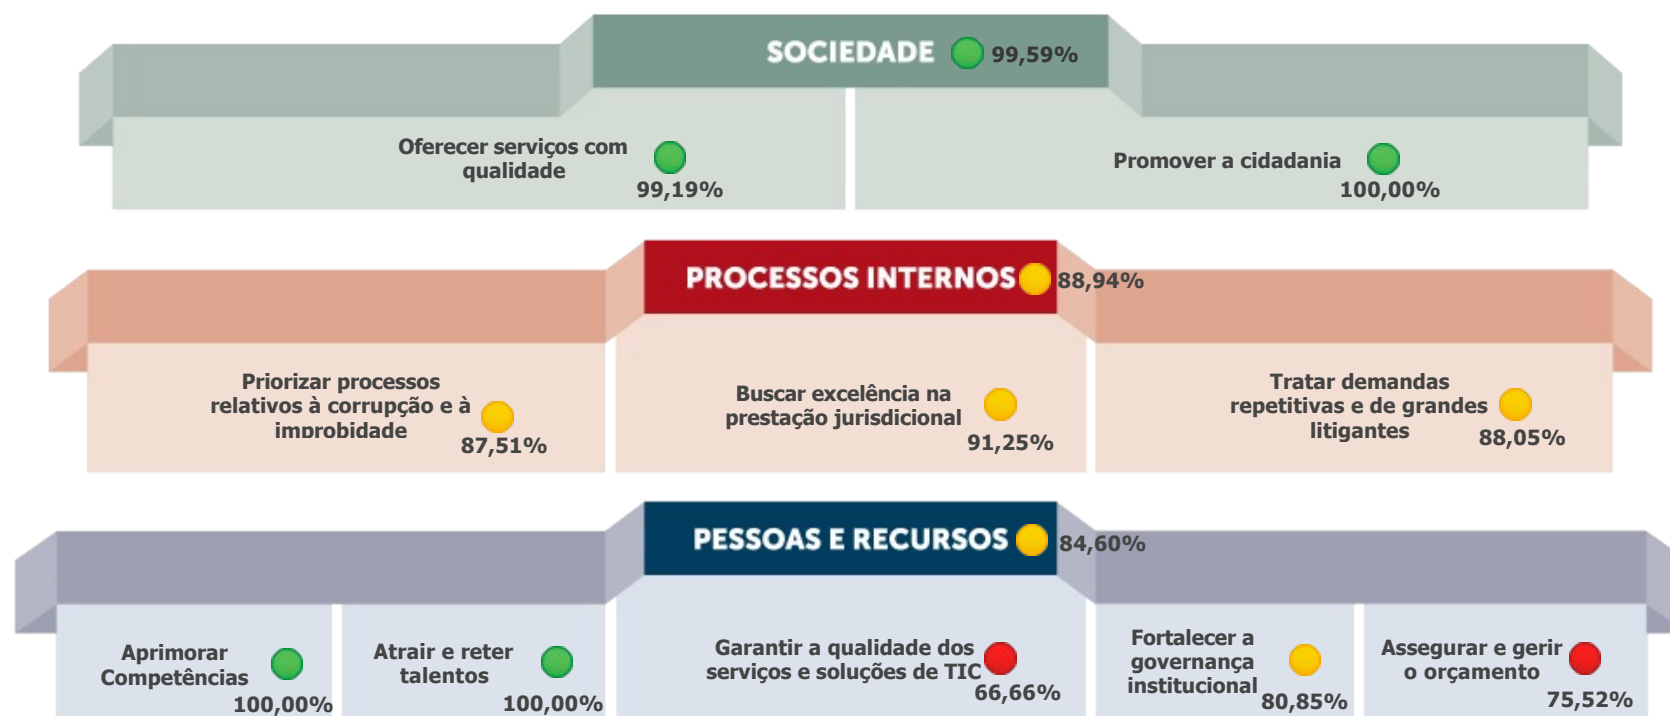 SOCIEDADE 99,59%
Oferecer serviços com
qualidade
99,19%
Promover a cidadania
100,00%
PROCESSOS INTERNOS 88,94%
Priorizar processos
relativos à corrupção e à
improbidade
87,51%
Buscar excelência na
prestação jurisdicional
91,25%
Tratar demandas
repetitivas e de grandes
litigantes
88,05%
PESSOAS E RECURSOS 84,60%
Aprimorar
Competências
100,00%
Atrair e reter
talentos
100,00%
Garantir a qualidade dos
serviços e soluções de TIC
66,66%
Fortalecer a
governança
institucional
80,85%
Assegurar e gerir
o orçamento
75,52%